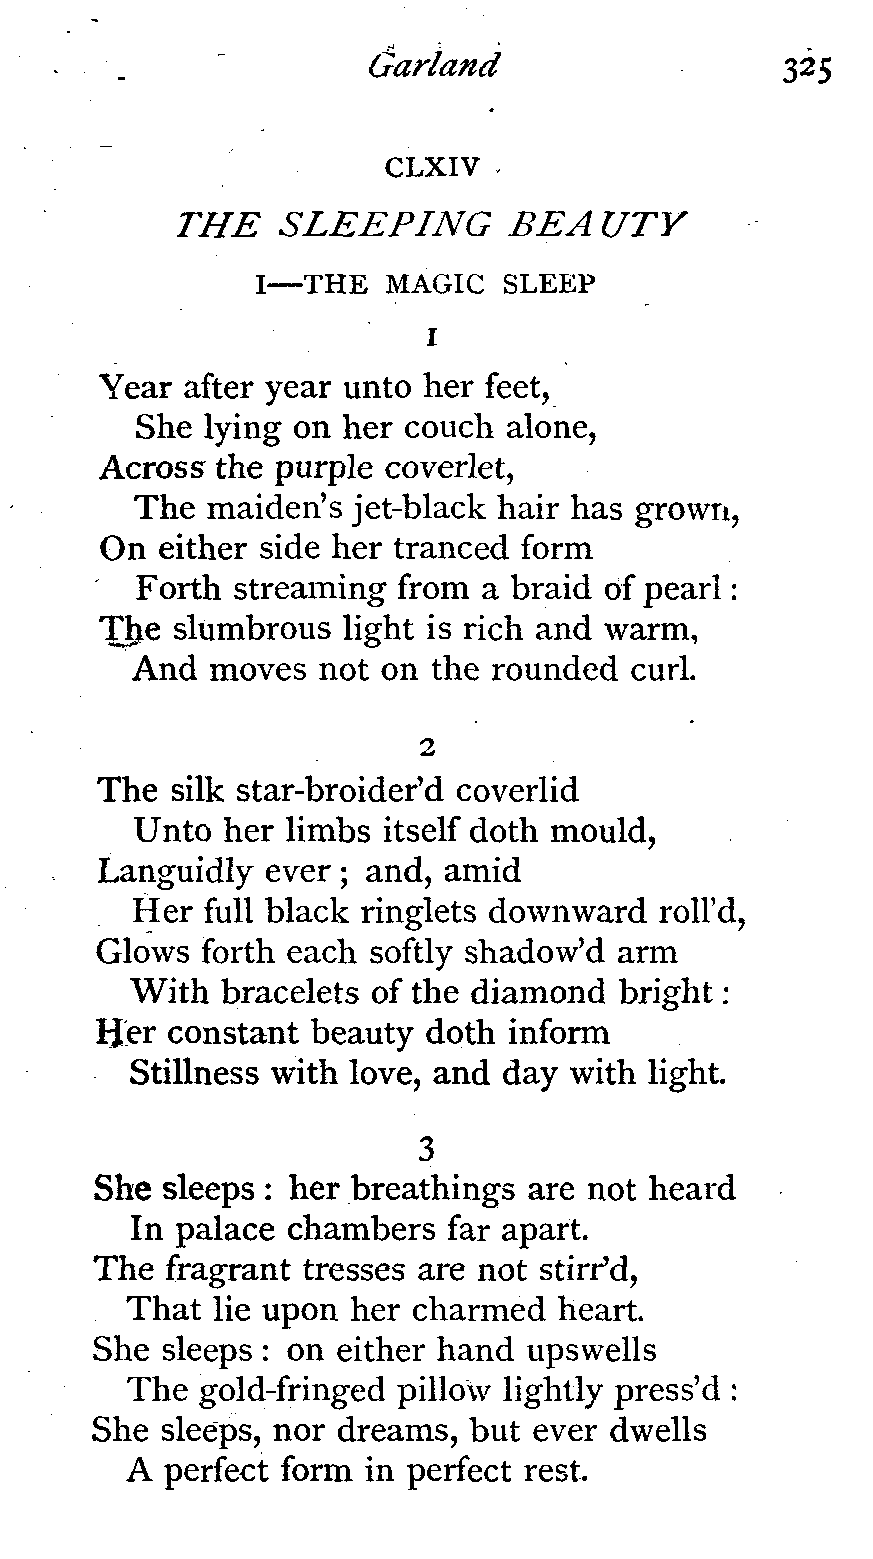 Garland 325
CLXIV
THE SLEEPING BEAUTY
I—THE MAGIC SLEEP
1
Year after year unto her feet,
She lying on her couch alone,
Across the purple coverlet,
The maiden's jet-black hair has grown,
On either side her tranced form
Forth streaming from a braid of pearl :
The slumbrous light is rich and warm,
And moves not on the rounded curl.
2
The silk star-broider'd coverlid
Unto her limbs itself doth mould,
Languidly ever ; and, amid
Her full black ringlets downward roll'd,
Glows forth each softly shadow'd arm
With bracelets of the diamond bright :
Her constant beauty doth inform
Stillness with love, and day with light.
3
She sleeps : her breathings are not heard
In palace chambers far apart.
The fragrant tresses are not stirr'd,
That lie upon her charmed heart.
She sleeps : on either hand upswells
The gold-fringed pillow lightly press'd :
She sleeps, nor dreams, but ever dwells
A perfect form in perfect rest.